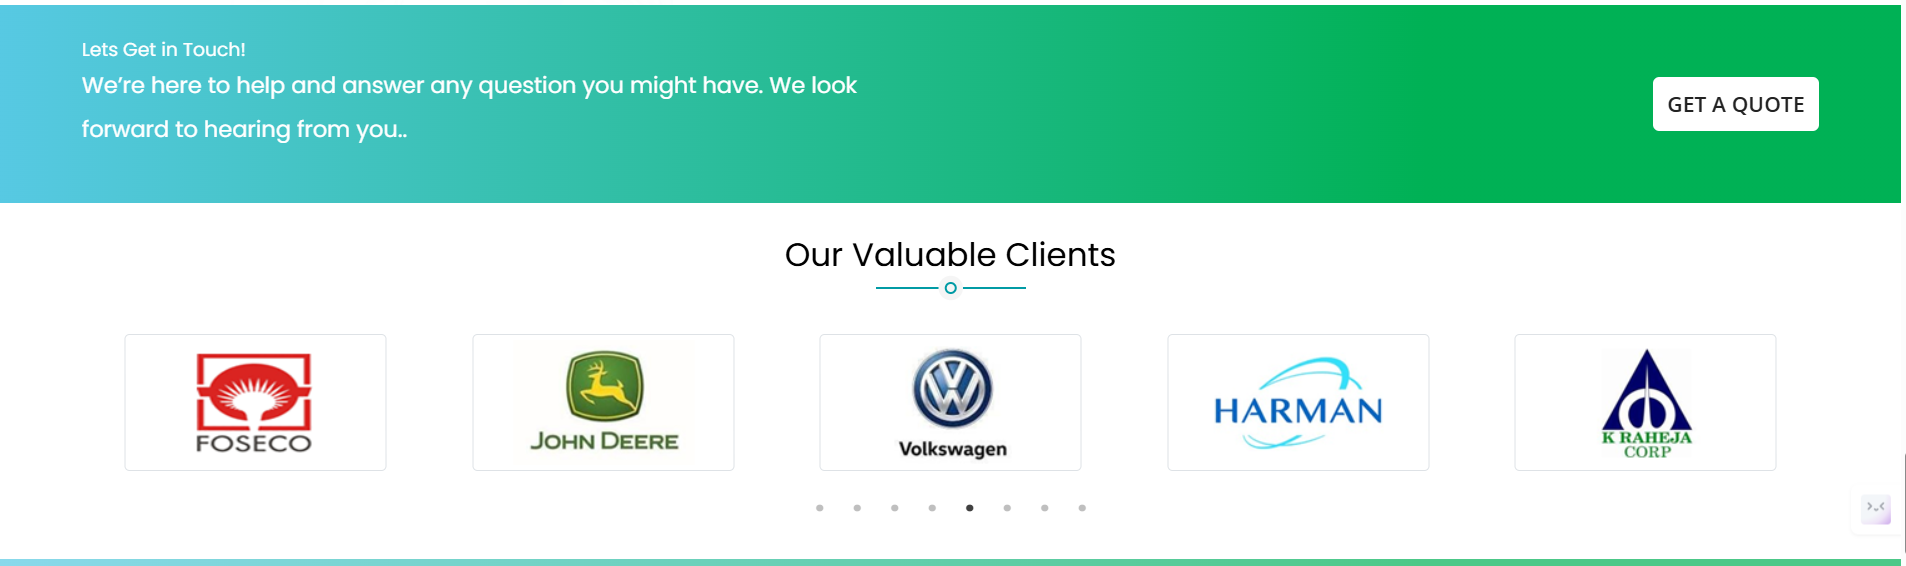 Lets Get in Touch!
We’re here to help and answer any question you might have. We look
forward to hearing from you..
GET A QUOTE
Our Valuable Clients
FOSECO
JOHN DEERE
Volkswagen
HARMAN
K RAHEJA
CORP